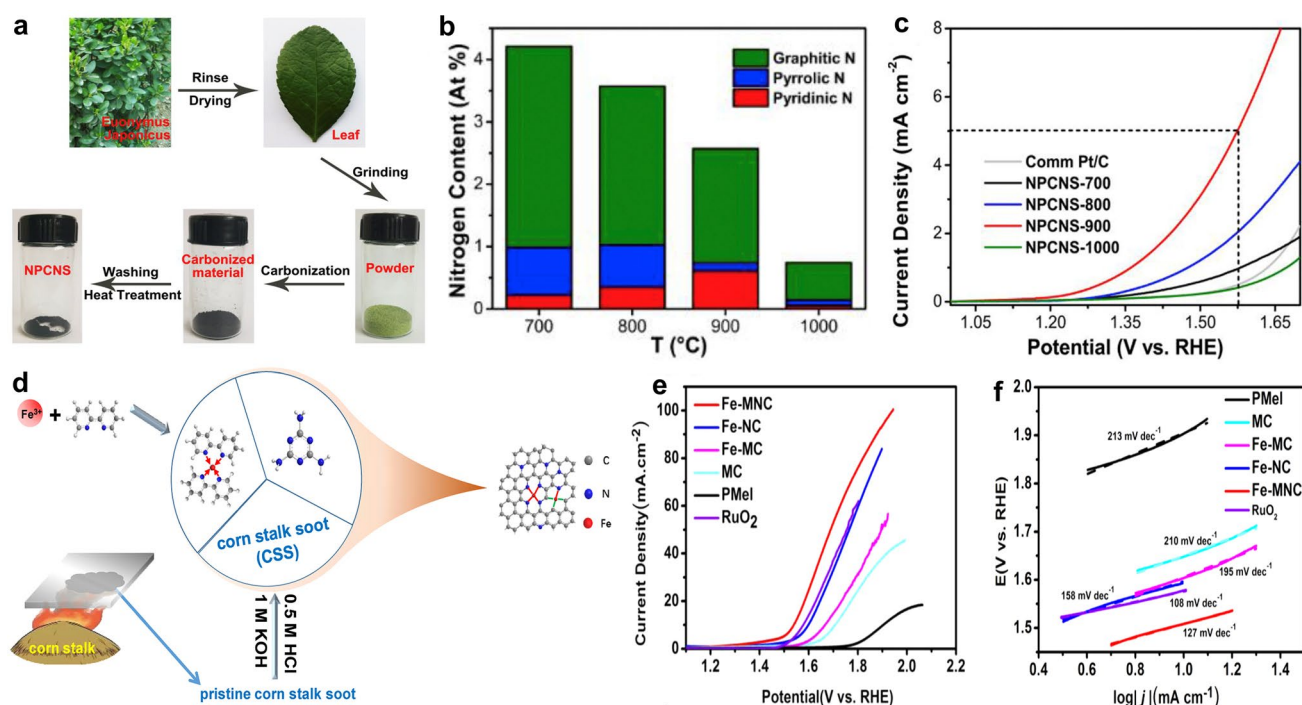 a
Euonymus
Japonicus
Rinse
Drying
Leaf
Grinding
NPCNS
Washing
Heat Treatment
Carbonized
material
Carbonization
Powder
b
Nitrogen Content (At %)
4
1
0
Graphitic N
Pyrrolic N
Pyridinic N
700
800
900
1000
T (°C)
c
Current Density (mA cm-2)
8
6
4
2
0
Comm Pt/C
NPCNS-700
NPCNS-800
NPCNS-900
NPCNS-1000
1.05
1.20
1.35
1.50
1.65
Potential (V vs. RHE)
d
Fe3+
+
corn stalk soot
(CSS)
C
N
Fe
corn stalk
1 M KOH
0.5 M HCl
pristine corn stalk soot
e
Current Density(mA.cm-2)
100
80
60
40
20
0
Fe-MNC
Fe-NC
Fe-MC
MC
PMel
RuO2
1.2
1.4
1.6
1.8
2.0
2.2
Potential(V vs. RHE)
f
E(V vs. RHE)
2.0
1.9
1.8
1.7
1.6
1.5
213 mV dec-1
PMel
MC
Fe-MC
Fe-NC
Fe-MNC
RuO2
210 mV dec-1
195 mV dec-1
158 mV dec-1
108 mV dec-1
127 mV dec-1
0.4
0.6
0.8
1.0
1.2
1.4
1.6
log| j |(mA cm-1)